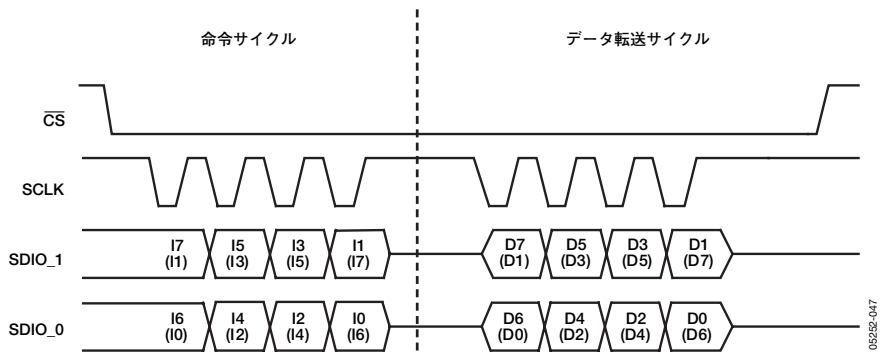 命令サイクル データ転送サイクル
CS
SCLK
SDIO_1 I7 I5 I3 I1 D7 D5 D3 D1
(I1) (I3) (I5) (I7) (D1) (D3) (D5) (D7)
SDIO_0 I6 I4 I2 I0 D6 D4 D2 D0
(I0) (I2) (I4) (I6) (D0) (D2) (D4) (D6)
05252-047